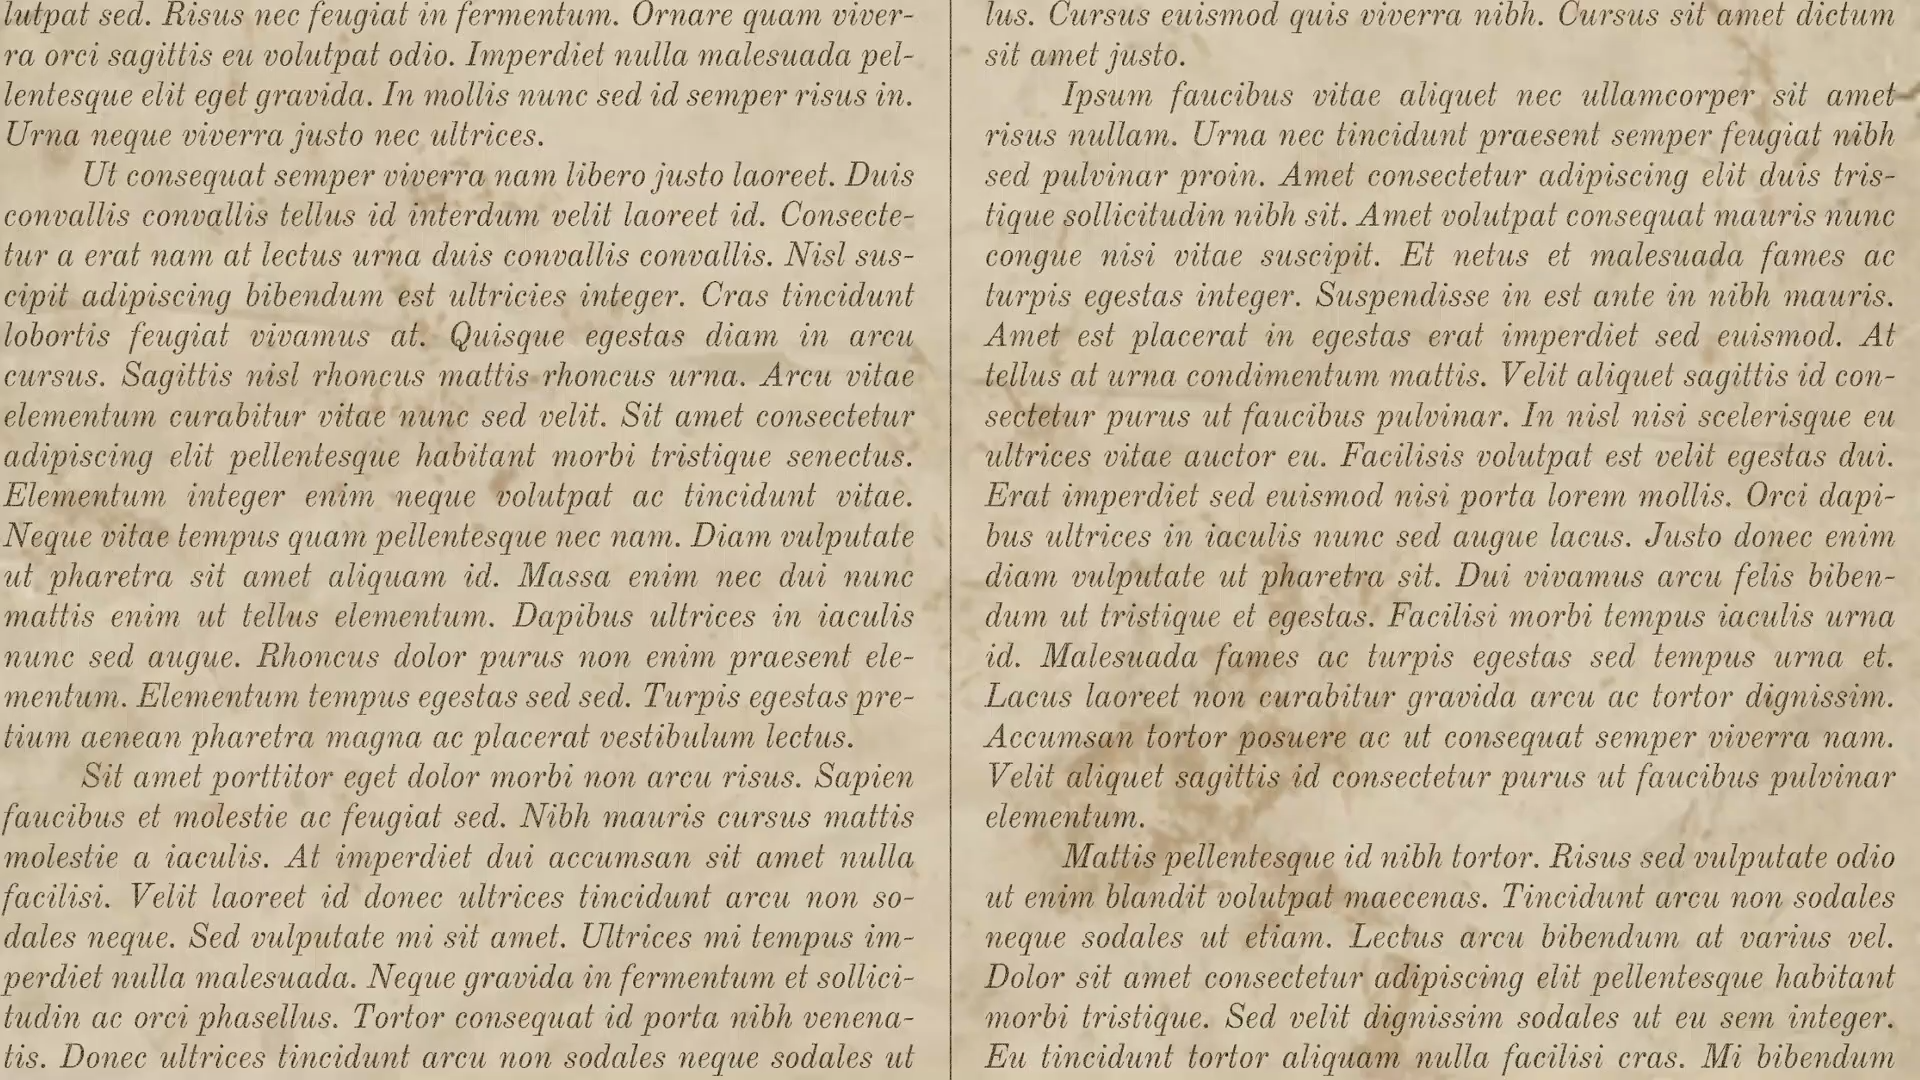 lutpat sed. Risus nec feugiat in fermentum. Ornare quam viver-
ra orci sagittis eu volutpat odio. Imperdiet nulla malesuada pel-
lentesque elit eget gravida. In mollis nunc sed id semper risus in.
Urna neque viverra justo nec ultrices.
Ut consequat semper viverra nam libero justo laoreet. Duis
convallis convallis tellus id interdum velit laoreet id. Consecte-
tur a erat nam at lectus urna duis convallis convallis. Nisl sus-
cipit adipiscing bibendum est ultricies integer. Cras tincidunt
lobortis feugiat vivamus at. Quisque egestas diam in arcu
cursus. Sagittis nisl rhoncus mattis rhoncus urna. Arcu vitae
elementum curabitur vitae nunc sed velit. Sit amet consectetur
adipiscing elit pellentesque habitant morbi tristique senectus.
Elementum integer enim neque volutpat ac tincidunt vitae.
Neque vitae tempus quam pellentesque nec nam. Diam vulputate
ut pharetra sit amet aliquam id. Massa enim nec dui nunc
mattis enim ut tellus elementum. Dapibus ultrices in iaculis
nunc sed augue. Rhoncus dolor purus non enim praesent ele-
mentum. Elementum tempus egestas sed sed. Turpis egestas pre-
tium aenean pharetra magna ac placerat vestibulum lectus.
Sit amet porttitor eget dolor morbi non arcu risus. Sapien
faucibus et molestie ac feugiat sed. Nibh mauris cursus mattis
molestie a iaculis. At imperdiet dui accumsan sit amet nulla
facilisi. Velit laoreet id donec ultrices tincidunt arcu non so-
dales neque. Sed vulputate mi sit amet. Ultrices mi tempus im-
perdiet nulla malesuada. Neque gravida in fermentum et sollici-
tudin ac orci phasellus. Tortor consequat id porta nibh venena-
tis. Donec ultrices tincidunt arcu non sodales neque sodales ut
lus. Cursus euismod quis viverra nibh. Cursus sit amet dictum
sit amet justo.
Ipsum faucibus vitae aliquet nec ullamcorper sit amet
risus nullam. Urna nec tincidunt praesent semper feugiat nibh
sed pulvinar proin. Amet consectetur adipiscing elit duis tris-
tique sollicitudin nibh sit. Amet volutpat consequat mauris nunc
congue nisi vitae suscipit. Et netus et malesuada fames ac
turpis egestas integer. Suspendisse in est ante in nibh mauris.
Amet est placerat in egestas erat imperdiet sed euismod. At
tellus at urna condimentum mattis. Velit aliquet sagittis id con-
sectetur purus ut faucibus pulvinar. In nisl nisi scelerisque eu
ultrices vitae auctor eu. Facilisis volutpat est velit egestas dui.
Erat imperdiet sed euismod nisi porta lorem mollis. Orci dapi-
bus ultrices in iaculis nunc sed augue lacus. Justo donec enim
diam vulputate ut pharetra sit. Dui vivamus arcu felis biben-
dum ut tristique et egestas. Facilisi morbi tempus iaculis urna
id. Malesuada fames ac turpis egestas sed tempus urna et.
Lacus laoreet non curabitur gravida arcu ac tortor dignissim.
Accumsan tortor posuere ac ut consequat semper viverra nam.
Velit aliquet sagittis id consectetur purus ut faucibus pulvinar
elementum.
Mattis pellentesque id nibh tortor. Risus sed vulputate odio
ut enim blandit volutpat maecenas. Tincidunt arcu non sodales
neque sodales ut etiam. Lectus arcu bibendum at varius vel.
Dolor sit amet consectetur adipiscing elit pellentesque habitant
morbi tristique. Sed velit dignissim sodales ut eu sem integer.
Eu tincidunt tortor aliquam nulla facilisi cras. Mi bibendum